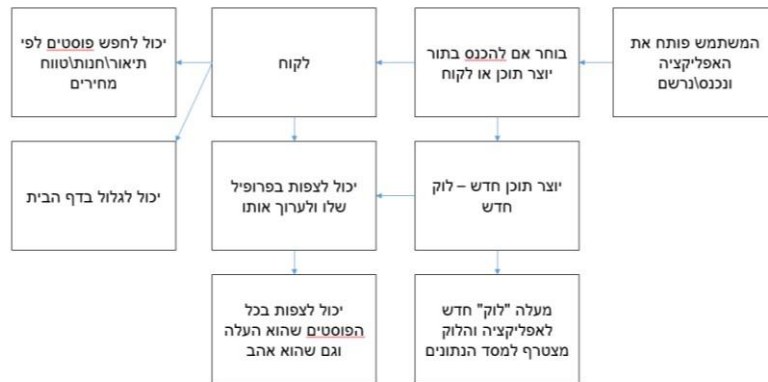 המשתמש פותח את
האפליקציה
ונכנס\נרשם
בוחר אם להכנס בתור
יוצר תוכן או לקוח
לקוח
יכול לחפש פוסטים לפי
תיאור\חנות\טווח
מחירים
יוצר תוכן חדש – לוק
חדש
יכול לצפות בפרופיל
שלו ולערוך אותו
יכול לגלול בדף הבית
מעלה "לוק" חדש
לאפליקציה והלוק
מצטרף למסד הנתונים
יכול לצפות בכל
הפוסטים שהוא העלה
וגם שהוא אהב